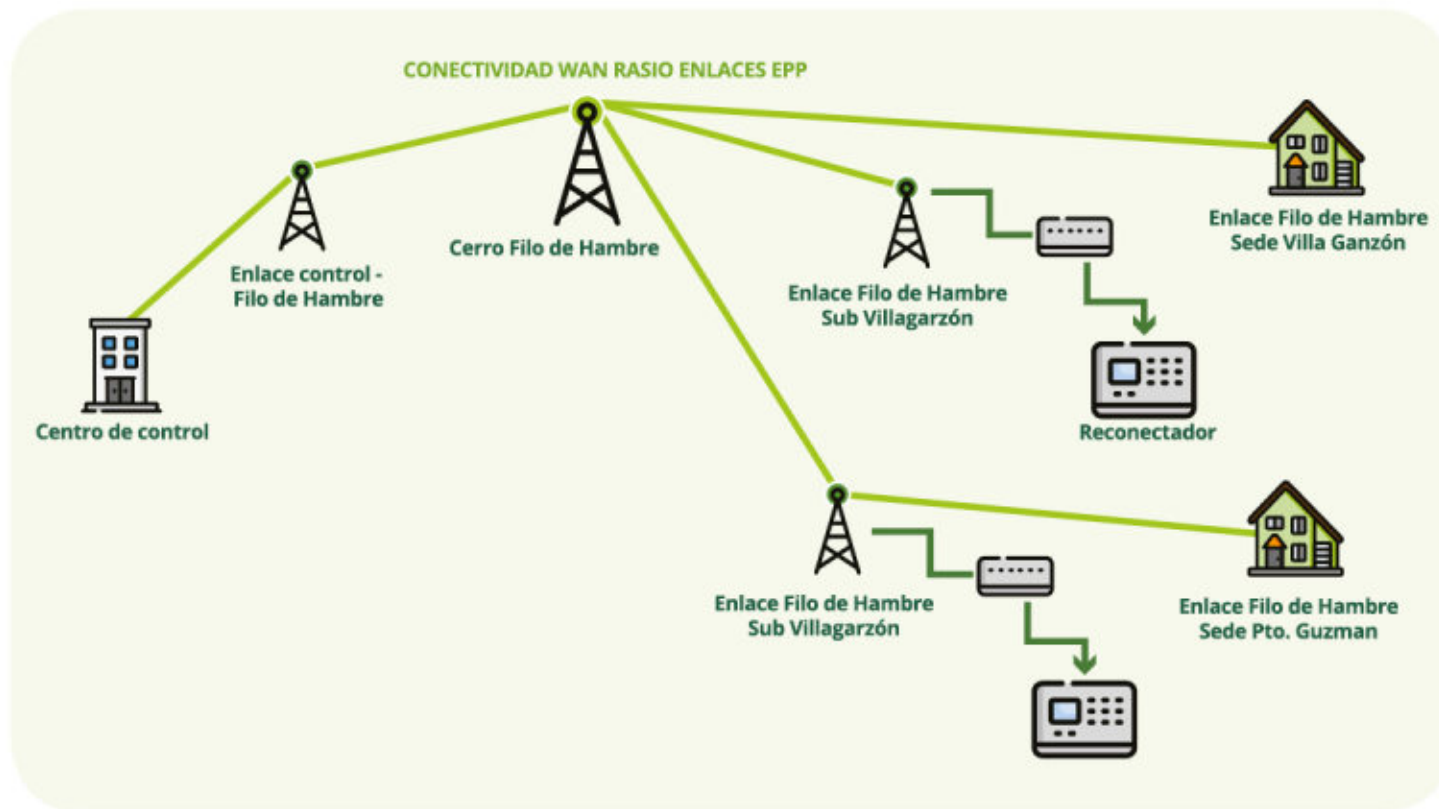 CONECTIVIDAD WAN RASIO ENLACES EPP
Enlace control -
Filo de Hambre
Cerro Filo de Hambre
Enlace Filo de Hambre
Sub Villagarzón
Enlace Filo de Hambre
Sede Villa Ganzón
Centro de control
Reconectador
Enlace Filo de Hambre
Sub Villagarzón
Enlace Filo de Hambre
Sede Pto. Guzman